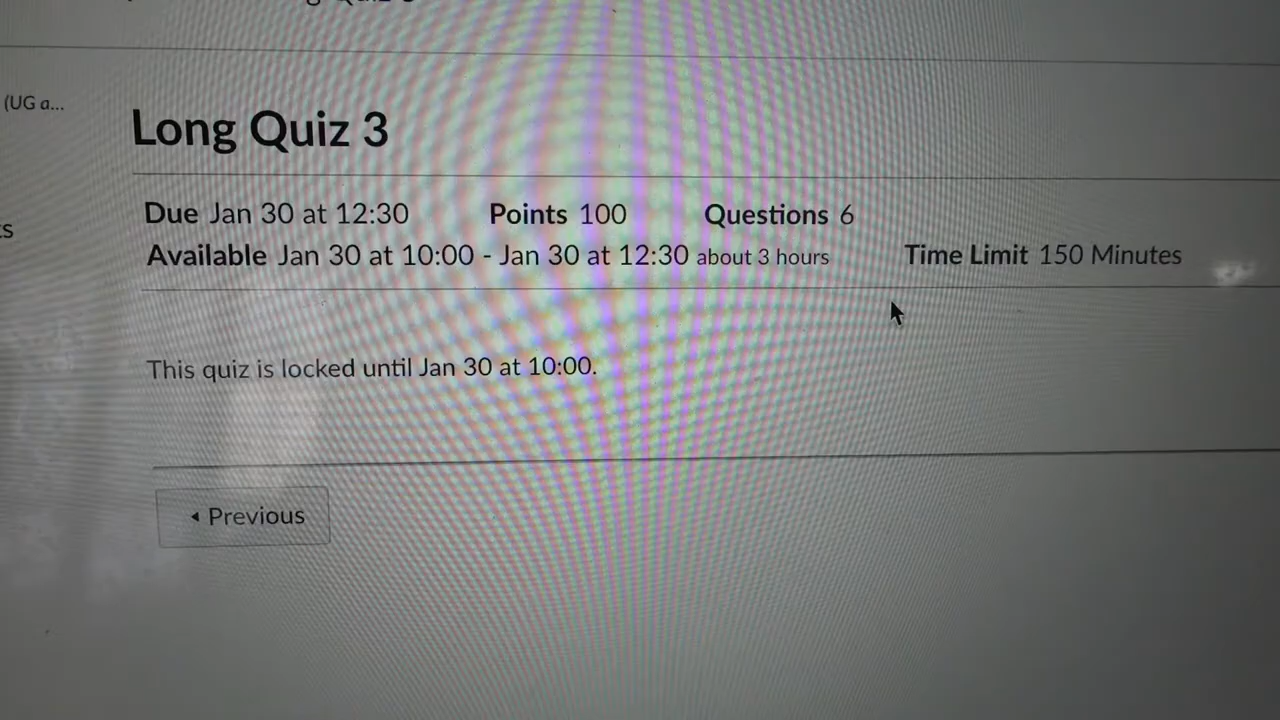 (UG a...
Long Quiz 3
Due Jan 30 at 12:30 Points 100 Questions 6
Available Jan 30 at 10:00 - Jan 30 at 12:30 about 3 hours Time Limit 150 Minutes
This quiz is locked until Jan 30 at 10:00.
Previous